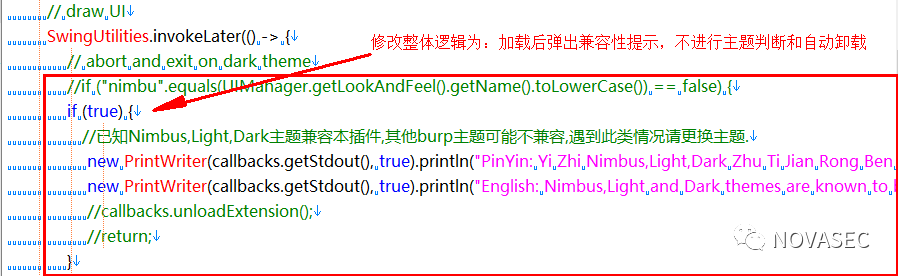 // draw UI
SwingUtilities.invokeLater(() -> {
修改整体逻辑为：加载后弹出兼容性提示，不进行主题判断和自动卸载
// abort and exit on dark theme
//if ("nimbu".equals(UIManager.getLookAndFeel().getName().toLowerCase()) == false) {
if (true) {
//已知Nimbus,Light,Dark主题兼容本插件,其他burp主题可能不兼容,遇到此类情况请更换主题.
new PrintWriter(callbacks.getStdout(), true).println("PinYin: Yi Zhi Nimbus,Light,Dark Zhu Ti Jian Rong Ben
new PrintWriter(callbacks.getStdout(), true).println("English: Nimbus,Light and Dark themes are known to
//callbacks.unloadExtension();
//return;
}
NOVASEC